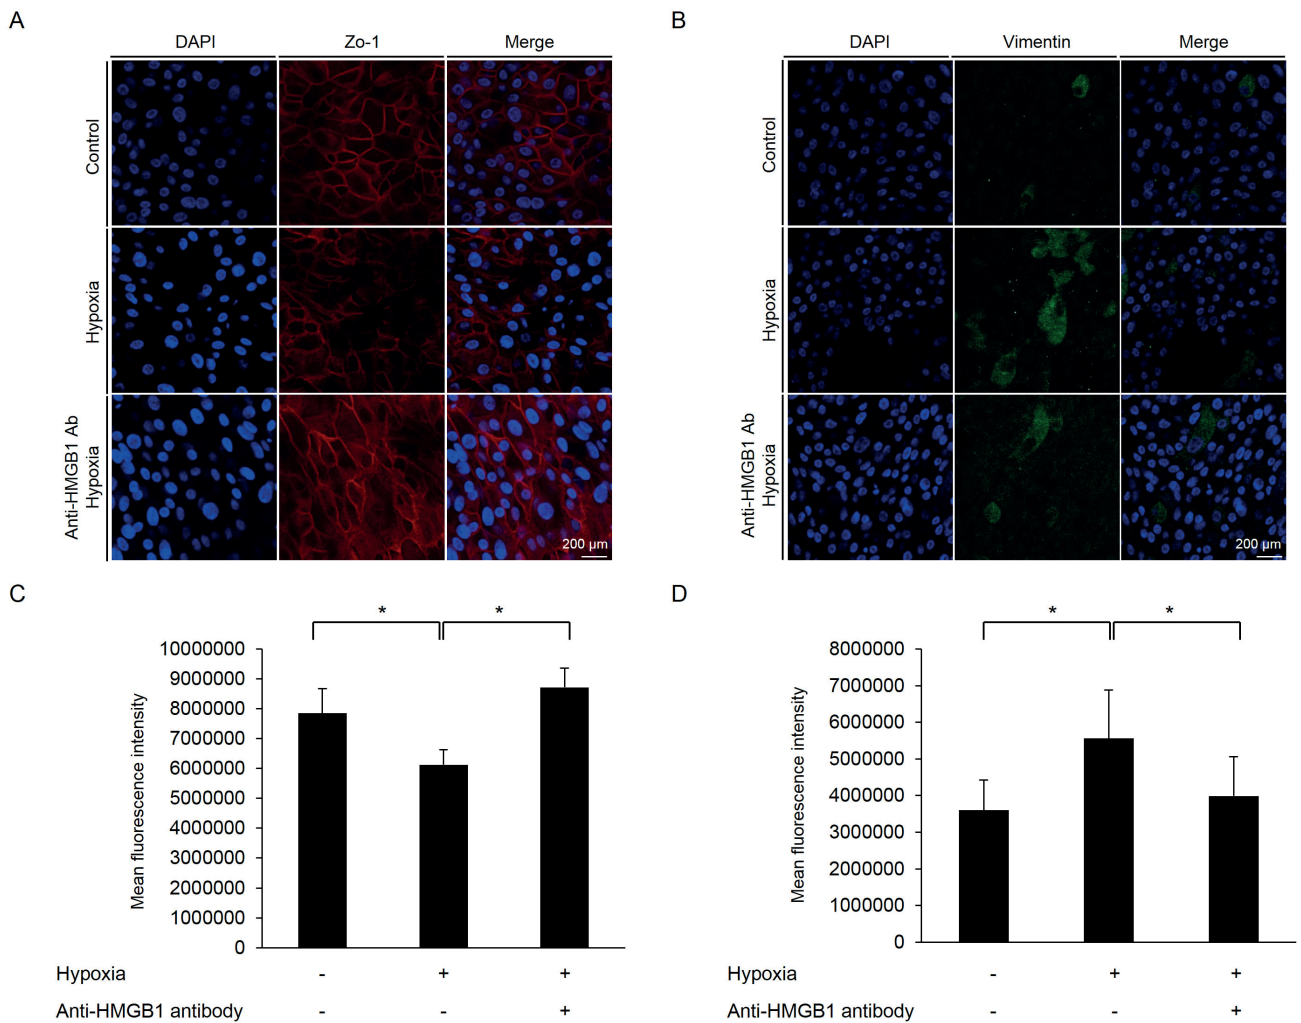 A
DAPI Zo-1 Merge
Control
Hypoxia
Anti-HMGB1 Ab
Hypoxia
200 μm
B
DAPI Vimentin Merge
Control
Hypoxia
Anti-HMGB1 Ab
Hypoxia
200 μm
C
* *
Mean fluorescence intensity
10000000
9000000
8000000
7000000
6000000
5000000
4000000
3000000
2000000
1000000
0
Hypoxia - + +
Anti-HMGB1 antibody - - +
D
* *
Mean fluorescence intensity
8000000
7000000
6000000
5000000
4000000
3000000
2000000
1000000
0
Hypoxia - + +
Anti-HMGB1 antibody - - +